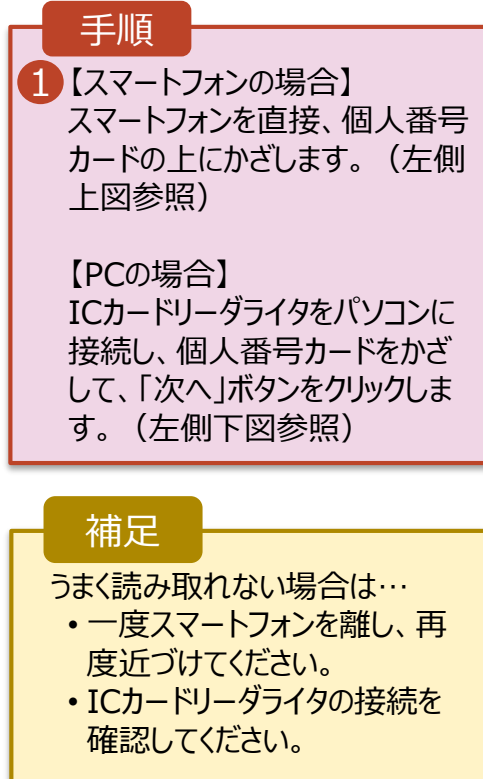 手順
1【スマートフォンの場合】
スマートフォンを直接、個人番号
カードの上にかざします。（左側
上図参照）
【PCの場合】
ICカードリーダライタをパソコンに
接続し、個人番号カードをかざ
して、「次へ」ボタンをクリックしま
す。（左側下図参照）
補足
うまく読み取れない場合は…
• 一度スマートフォンを離し、再
度近づけてください。
• ICカードリーダライタの接続を
確認してください。